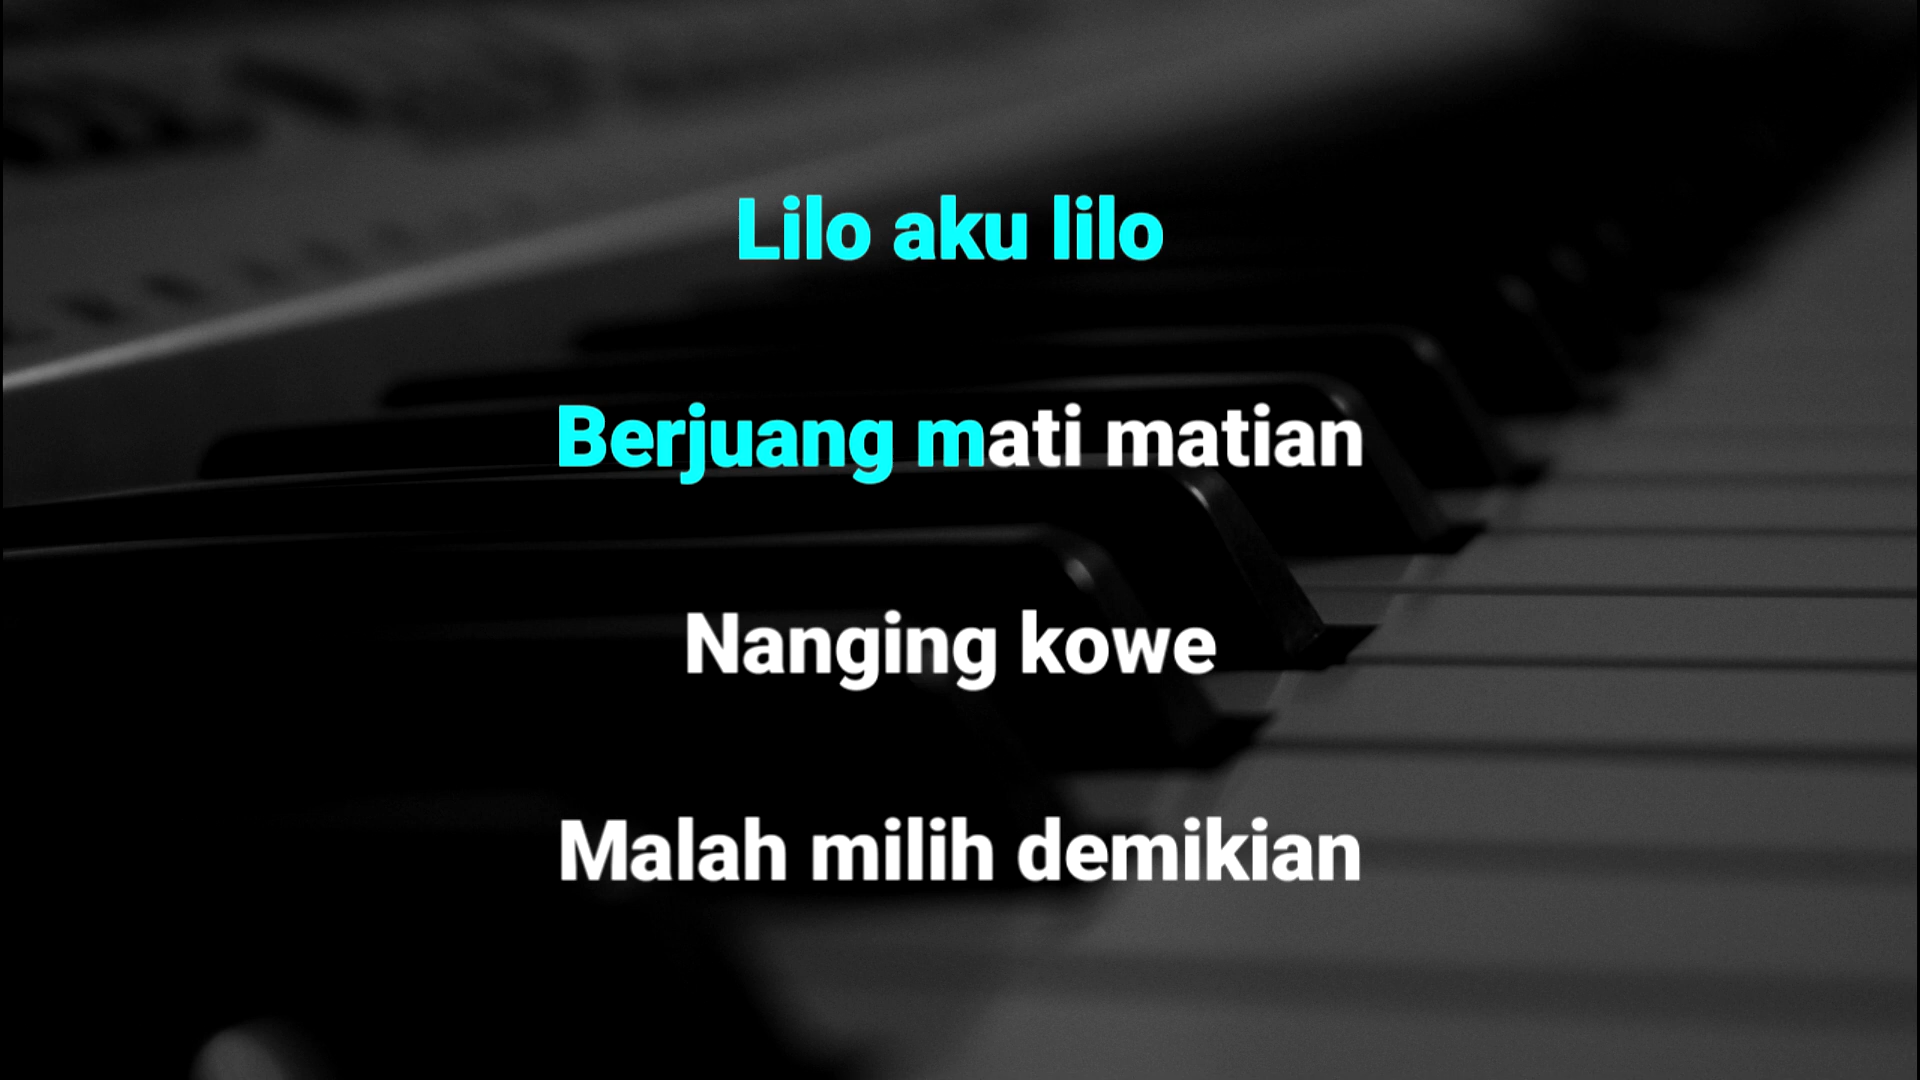 Lilo aku lilo
Berjuang mati matian
Nanging kowe
Malah milih demikian